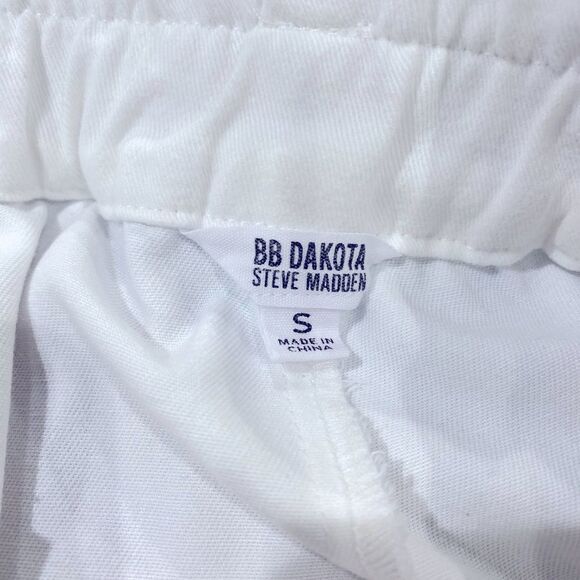 BB DAKOTA
STEVE MADDEN
S
MADE IN
CHINA